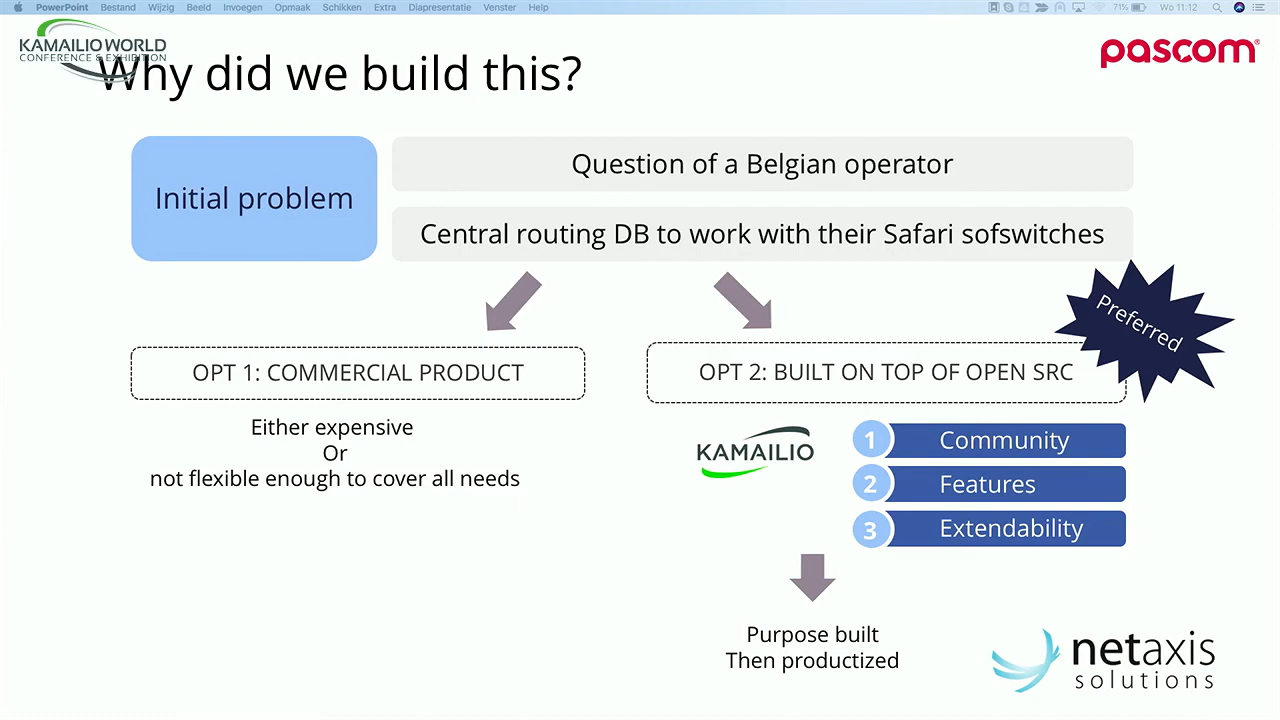 PowerPoint Bestand Wijzig Beeld Invoegen Opmaak Schikken Extra Diapresentatie Venster Help 71% Wo 11:12
KAMAILIO WORLD
CONFERENCE & EXHIBITION
pascom
Why did we build this?
Initial problem
Question of a Belgian operator
Central routing DB to work with their Safari sofswitches
Preferred
OPT 1: COMMERCIAL PRODUCT
OPT 2: BUILT ON TOP OF OPEN SRC
Either expensive
Or
not flexible enough to cover all needs
KAMAILIO
1 Community
2 Features
3 Extendability
Purpose built
Then productized
netaxis
solutions